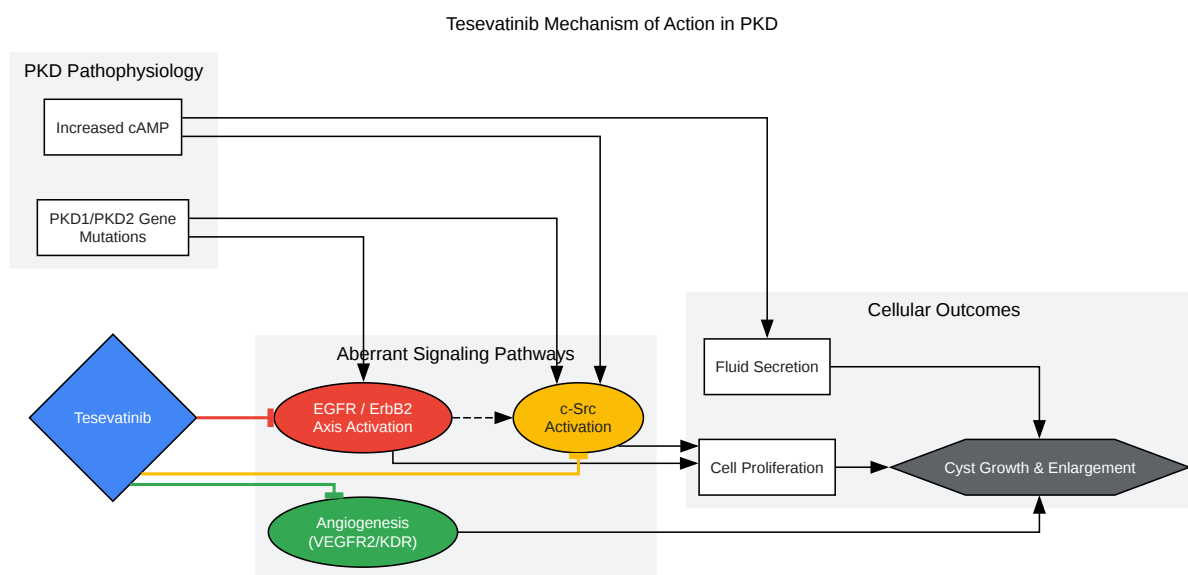 Tesevatinib Mechanism of Action in PKD
PKD Pathophysiology
Increased cAMP
PKD1/PKD2 Gene
Mutations
Cellular Outcomes
Aberrant Signaling Pathways
Fluid Secretion
Tesevatinib
EGFR / ErbB2
Axis Activation
c-Src
Activation
Cell Proliferation
Cyst Growth & Enlargement
Angiogenesis
(VEGFR2/KDR)